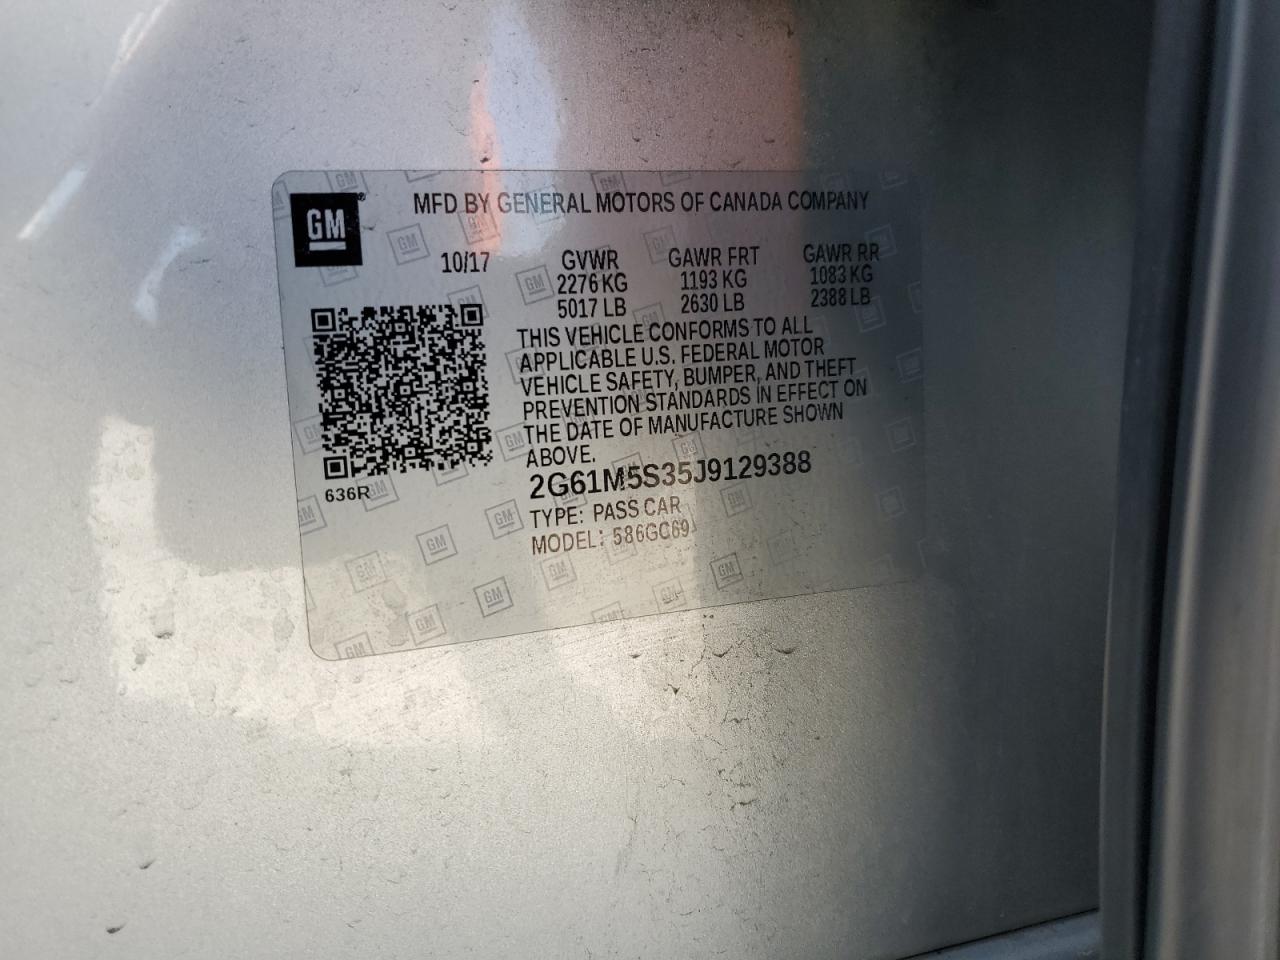 GM
MFD BY GENERAL MOTORS OF CANADA COMPANY
10/17
GVWR
2276 KG
5017 LB
GAWR FRT
1193 KG
2630 LB
GAWR RR
1083 KG
2388 LB
THIS VEHICLE CONFORMS TO ALL
APPLICABLE U.S. FEDERAL MOTOR
VEHICLE SAFETY, BUMPER, AND THEFT
PREVENTION STANDARDS IN EFFECT ON
THE DATE OF MANUFACTURE SHOWN
ABOVE.
636R
2G61M5S35J9129388
TYPE: PASS CAR
MODEL: 586GC69